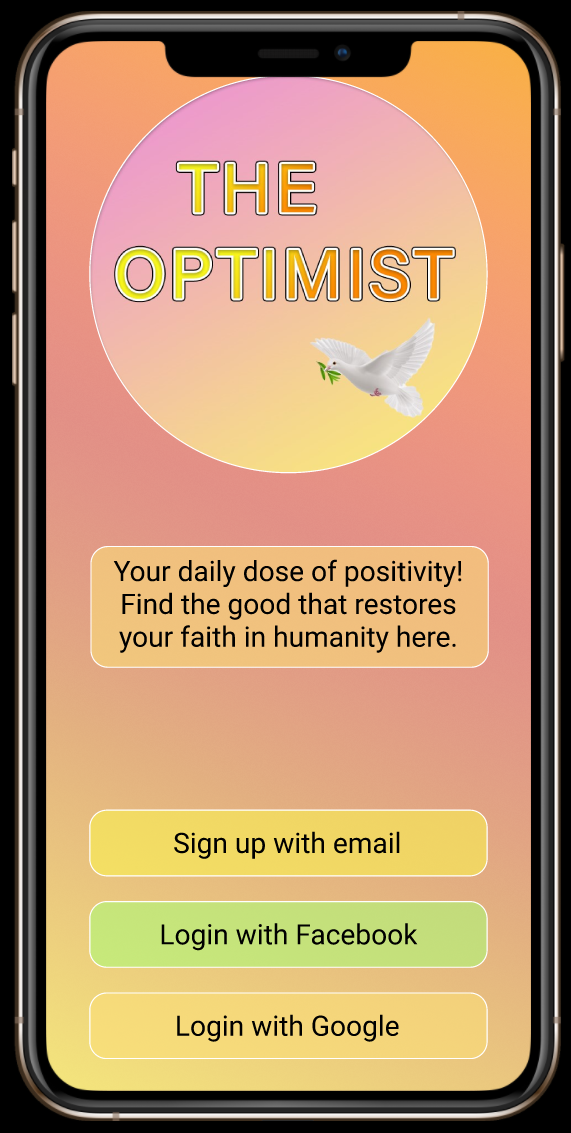 THE
OPTIMIST
Your daily dose of positivity!
Find the good that restores
your faith in humanity here.
Sign up with email
Login with Facebook
Login with Google